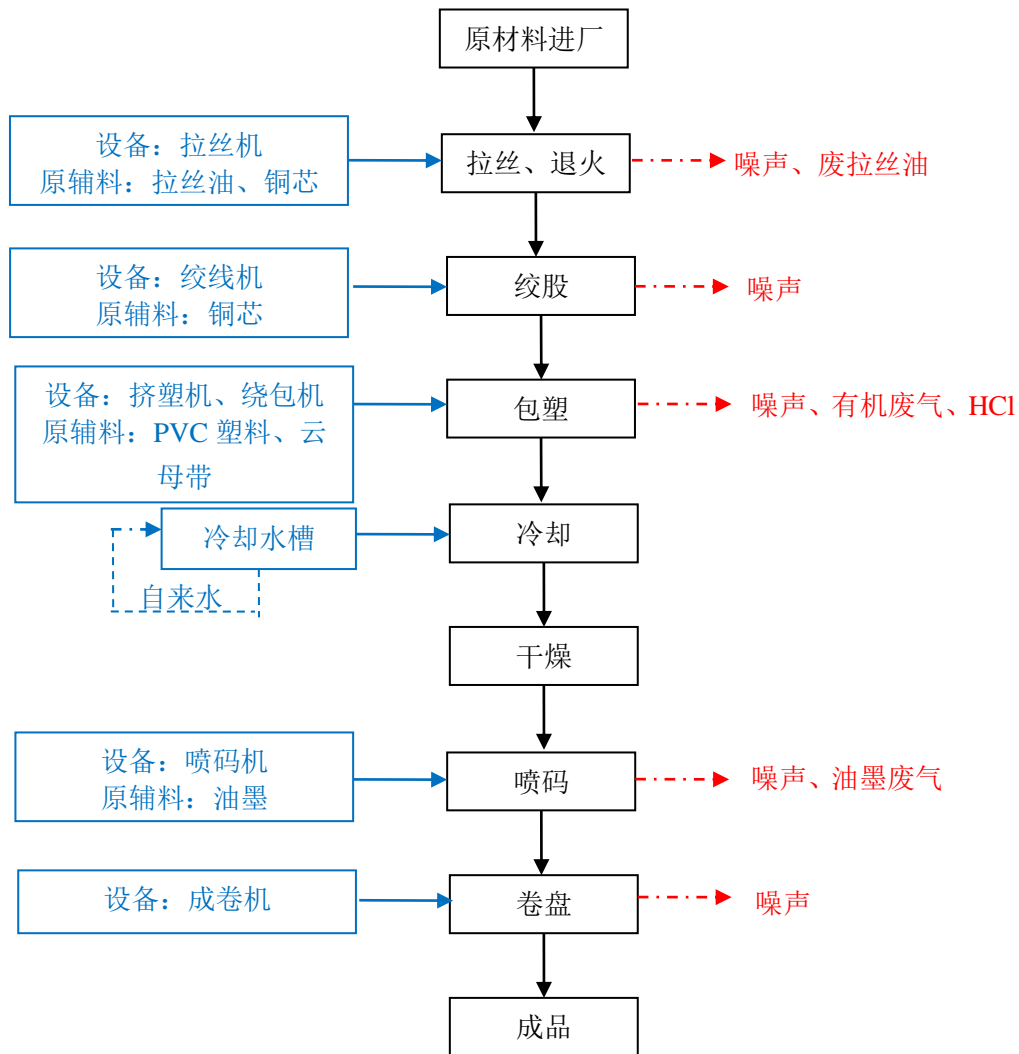 原材料进厂
设备：拉丝机
原辅料：拉丝油、铜芯
拉丝、退火
噪声、废拉丝油
设备：绞线机
原辅料：铜芯
绞股
噪声
设备：挤塑机、绕包机
原辅料：PVC 塑料、云
母带
包塑
噪声、有机废气、HCl
冷却水槽
冷却
自来水
干燥
设备：喷码机
原辅料：油墨
喷码
噪声、油墨废气
设备：成卷机
卷盘
噪声
成品